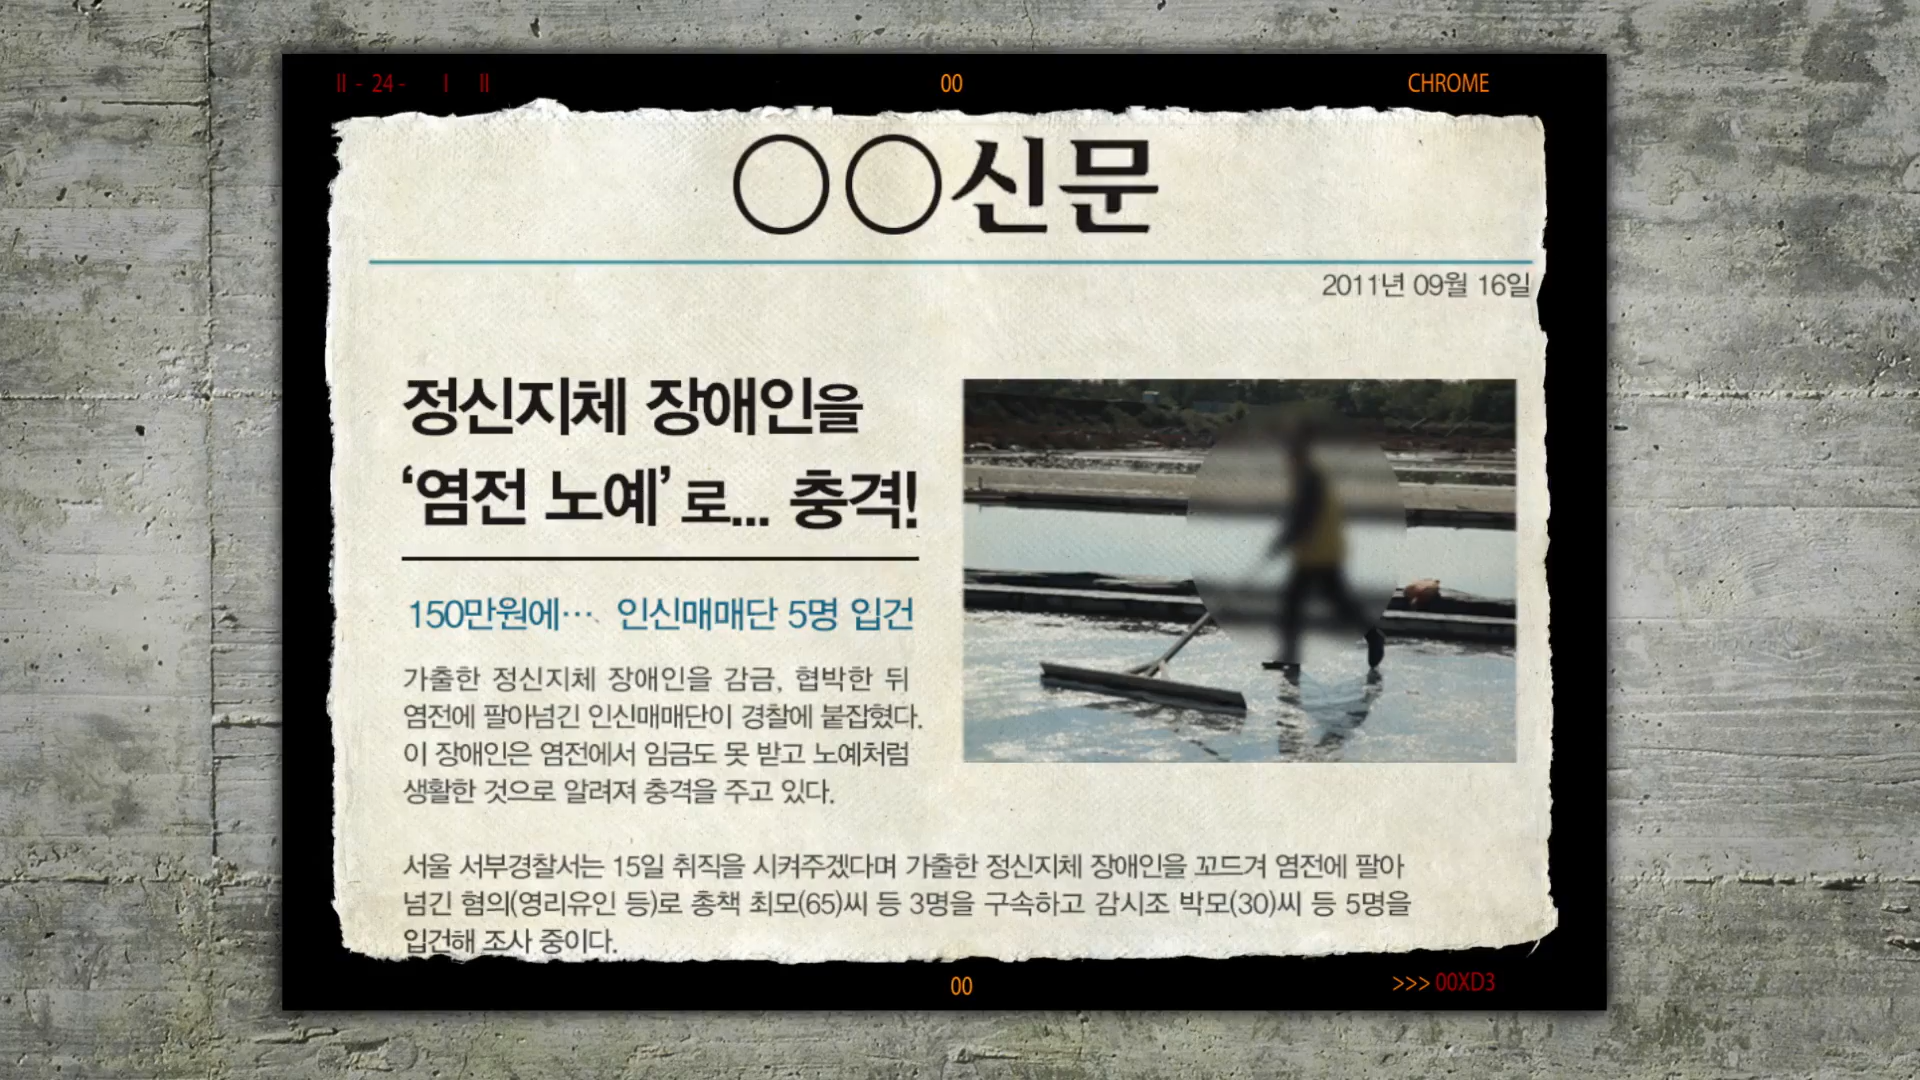 II - 24 - I II
00
CHROME
○○신문
2011년 09월 16일
정신지체 장애인을
‘염전 노예’로... 충격!
150만원에··· 인신매매단 5명 입건
가출한 정신지체 장애인을 감금, 협박한 뒤
염전에 팔아넘긴 인신매매단이 경찰에 붙잡혔다.
이 장애인은 염전에서 임금도 못 받고 노예처럼
생활한 것으로 알려져 충격을 주고 있다.
서울 서부경찰서는 15일 취직을 시켜주겠다며 가출한 정신지체 장애인을 꼬드겨 염전에 팔아
넘긴 혐의(영리유인 등)로 총책 최모(65)씨 등 3명을 구속하고 감시조 박모(30)씨 등 5명을
입건해 조사 중이다.
00
>>> 00XD3